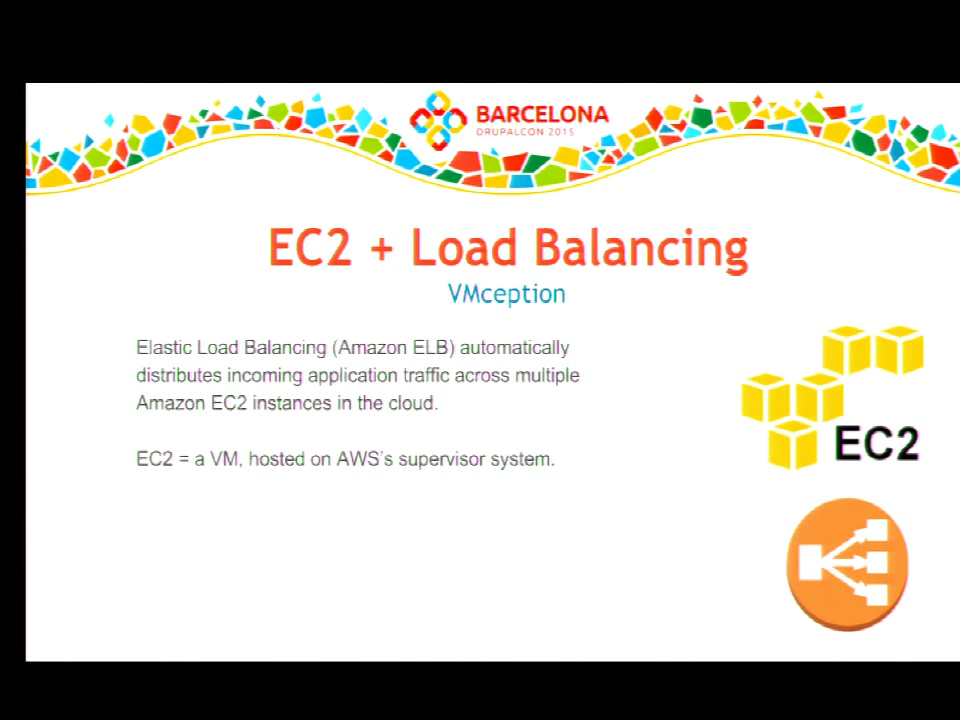 BARCELONA
DRUPALCON 2015
EC2 + Load Balancing
VMception
Elastic Load Balancing (Amazon ELB) automatically
distributes incoming application traffic across multiple
Amazon EC2 instances in the cloud.
EC2 = a VM, hosted on AWS's supervisor system.
EC2